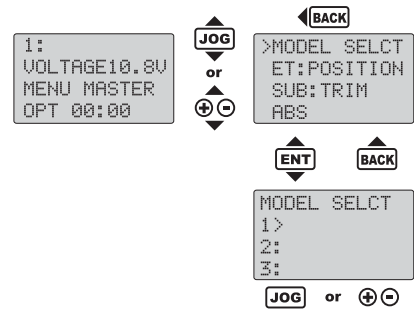 BACK
1:
VOLTAGE10.8V
MENU MASTER
OPT 00:00
JOG
or
>MODEL SELCT
ET:POSITION
SUB:TRIM
ABS
ENT
BACK
MODEL SELCT
1>
2:
3:
JOG or